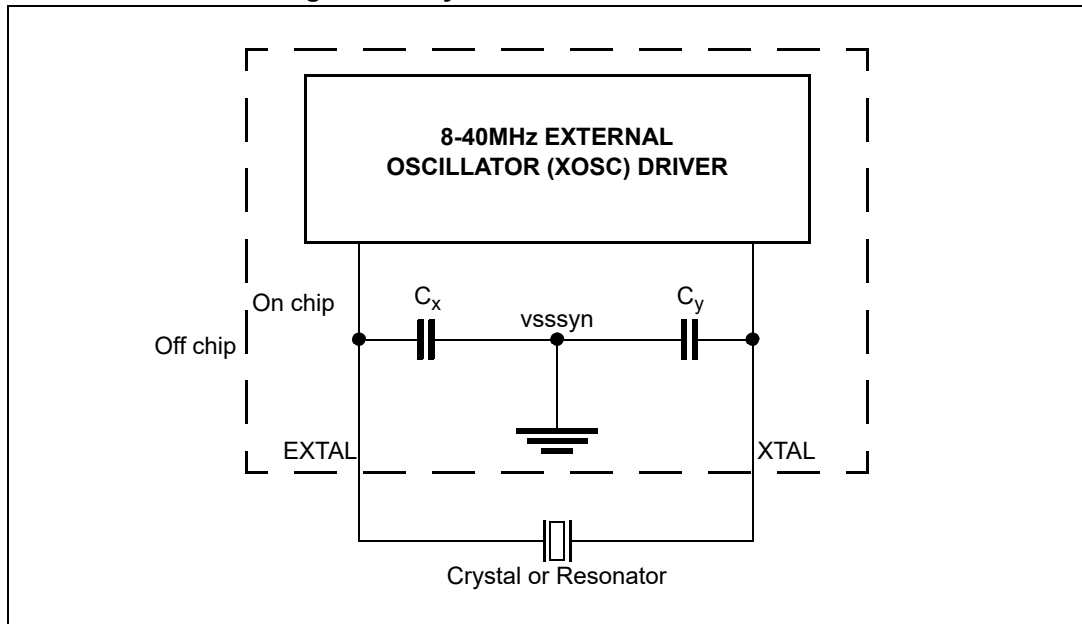 8-40MHz EXTERNAL
OSCILLATOR (XOSC) DRIVER
On chip
Cx
vsssyn
Cy
Off chip
EXTAL
XTAL
Crystal or Resonator